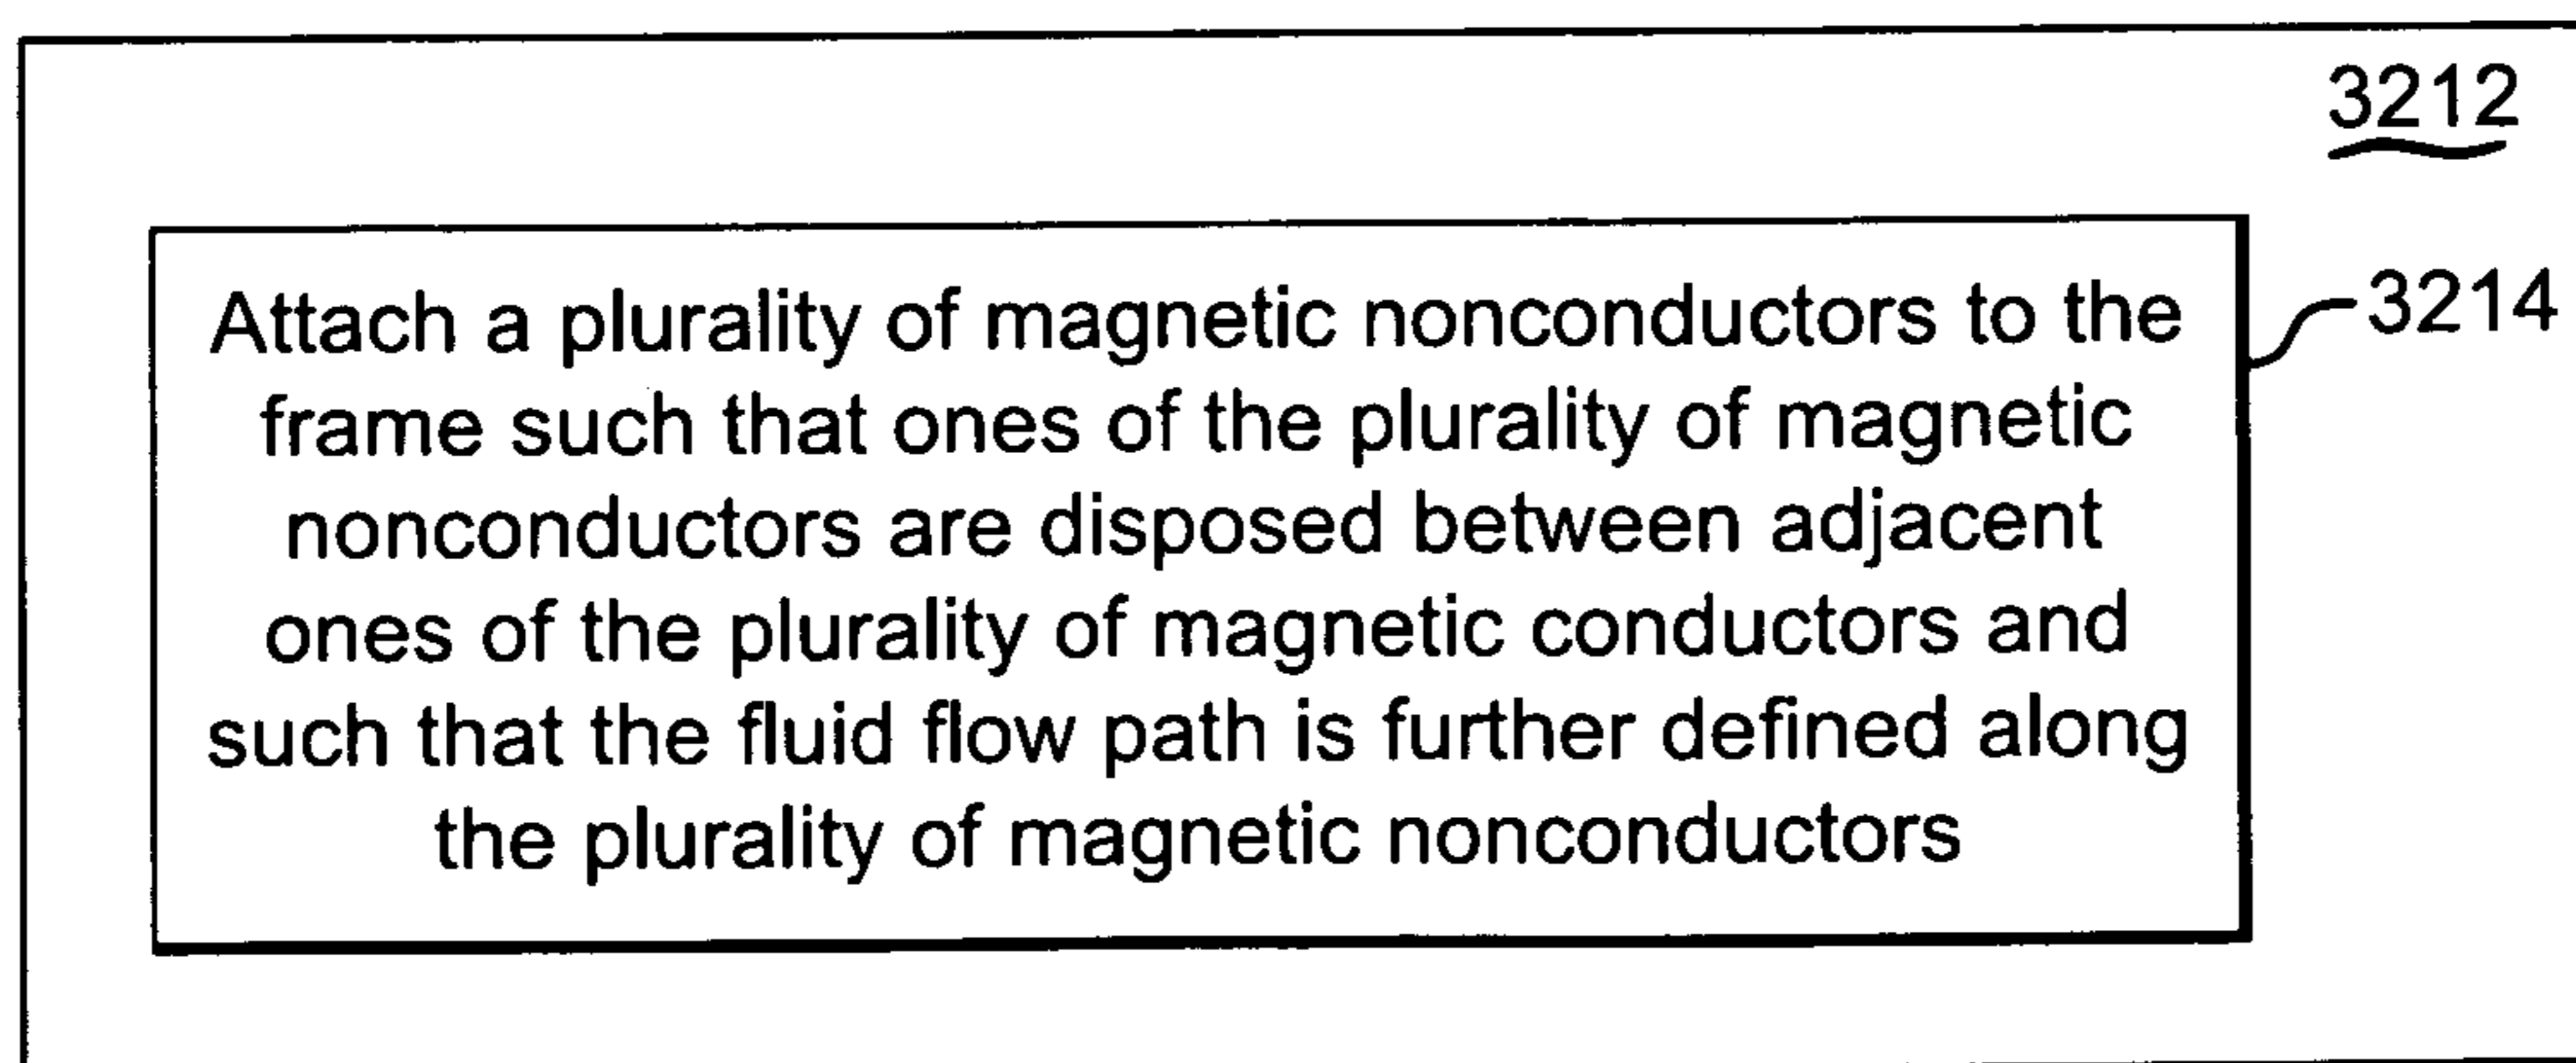 3212
Attach a plurality of magnetic nonconductors to the
frame such that ones of the plurality of magnetic
nonconductors are disposed between adjacent
ones of the plurality of magnetic conductors and
such that the fluid flow path is further defined along
the plurality of magnetic nonconductors
3214